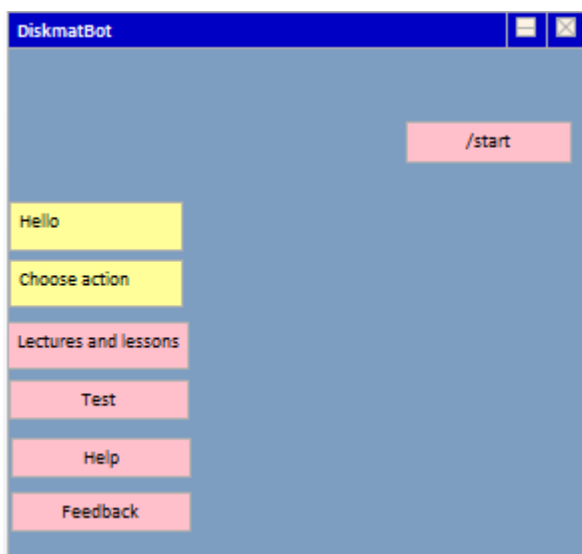 DiskmatBot
/start
Hello
Choose action
Lectures and lessons
Test
Help
Feedback